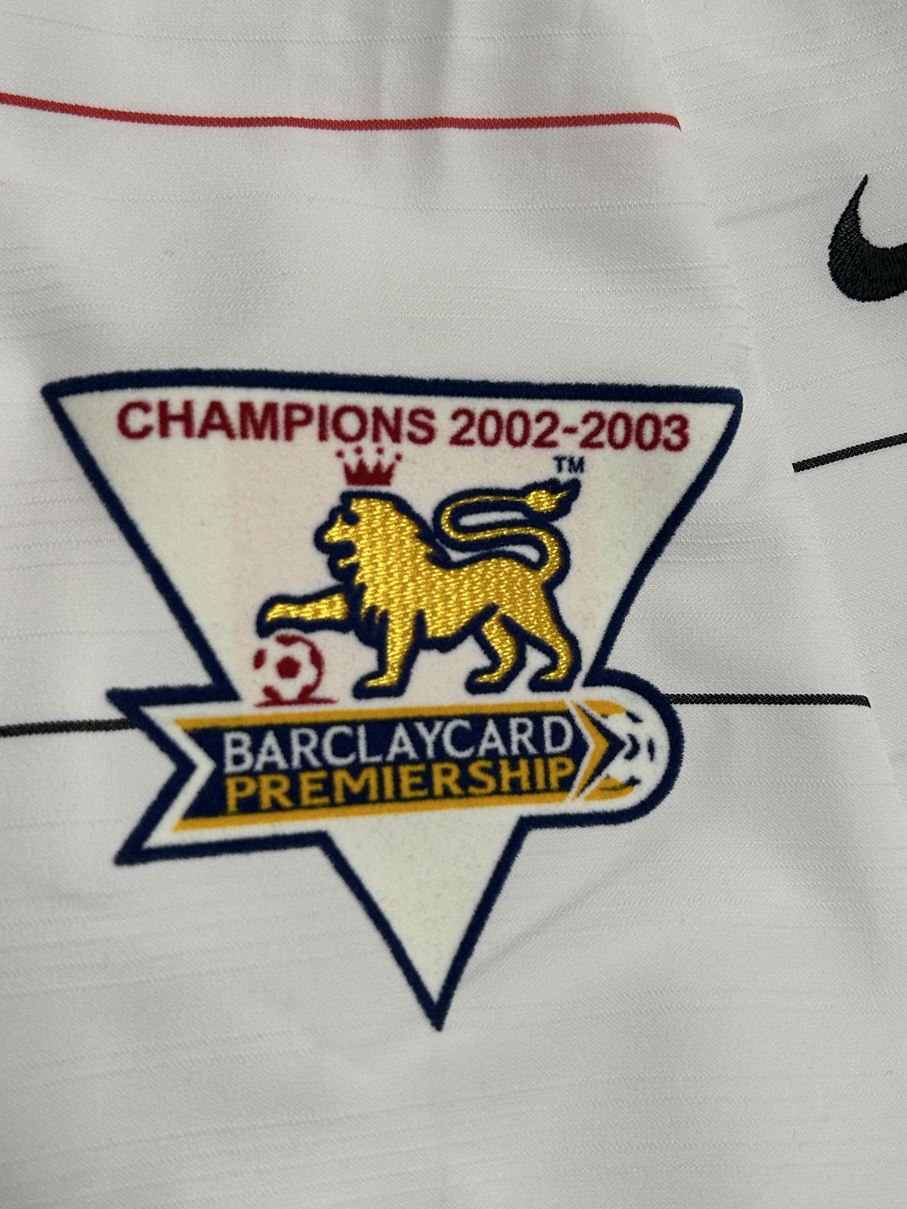 CHAMPIONS 2002-2003
TM
BARCLAYCARD
PREMIERSHIP